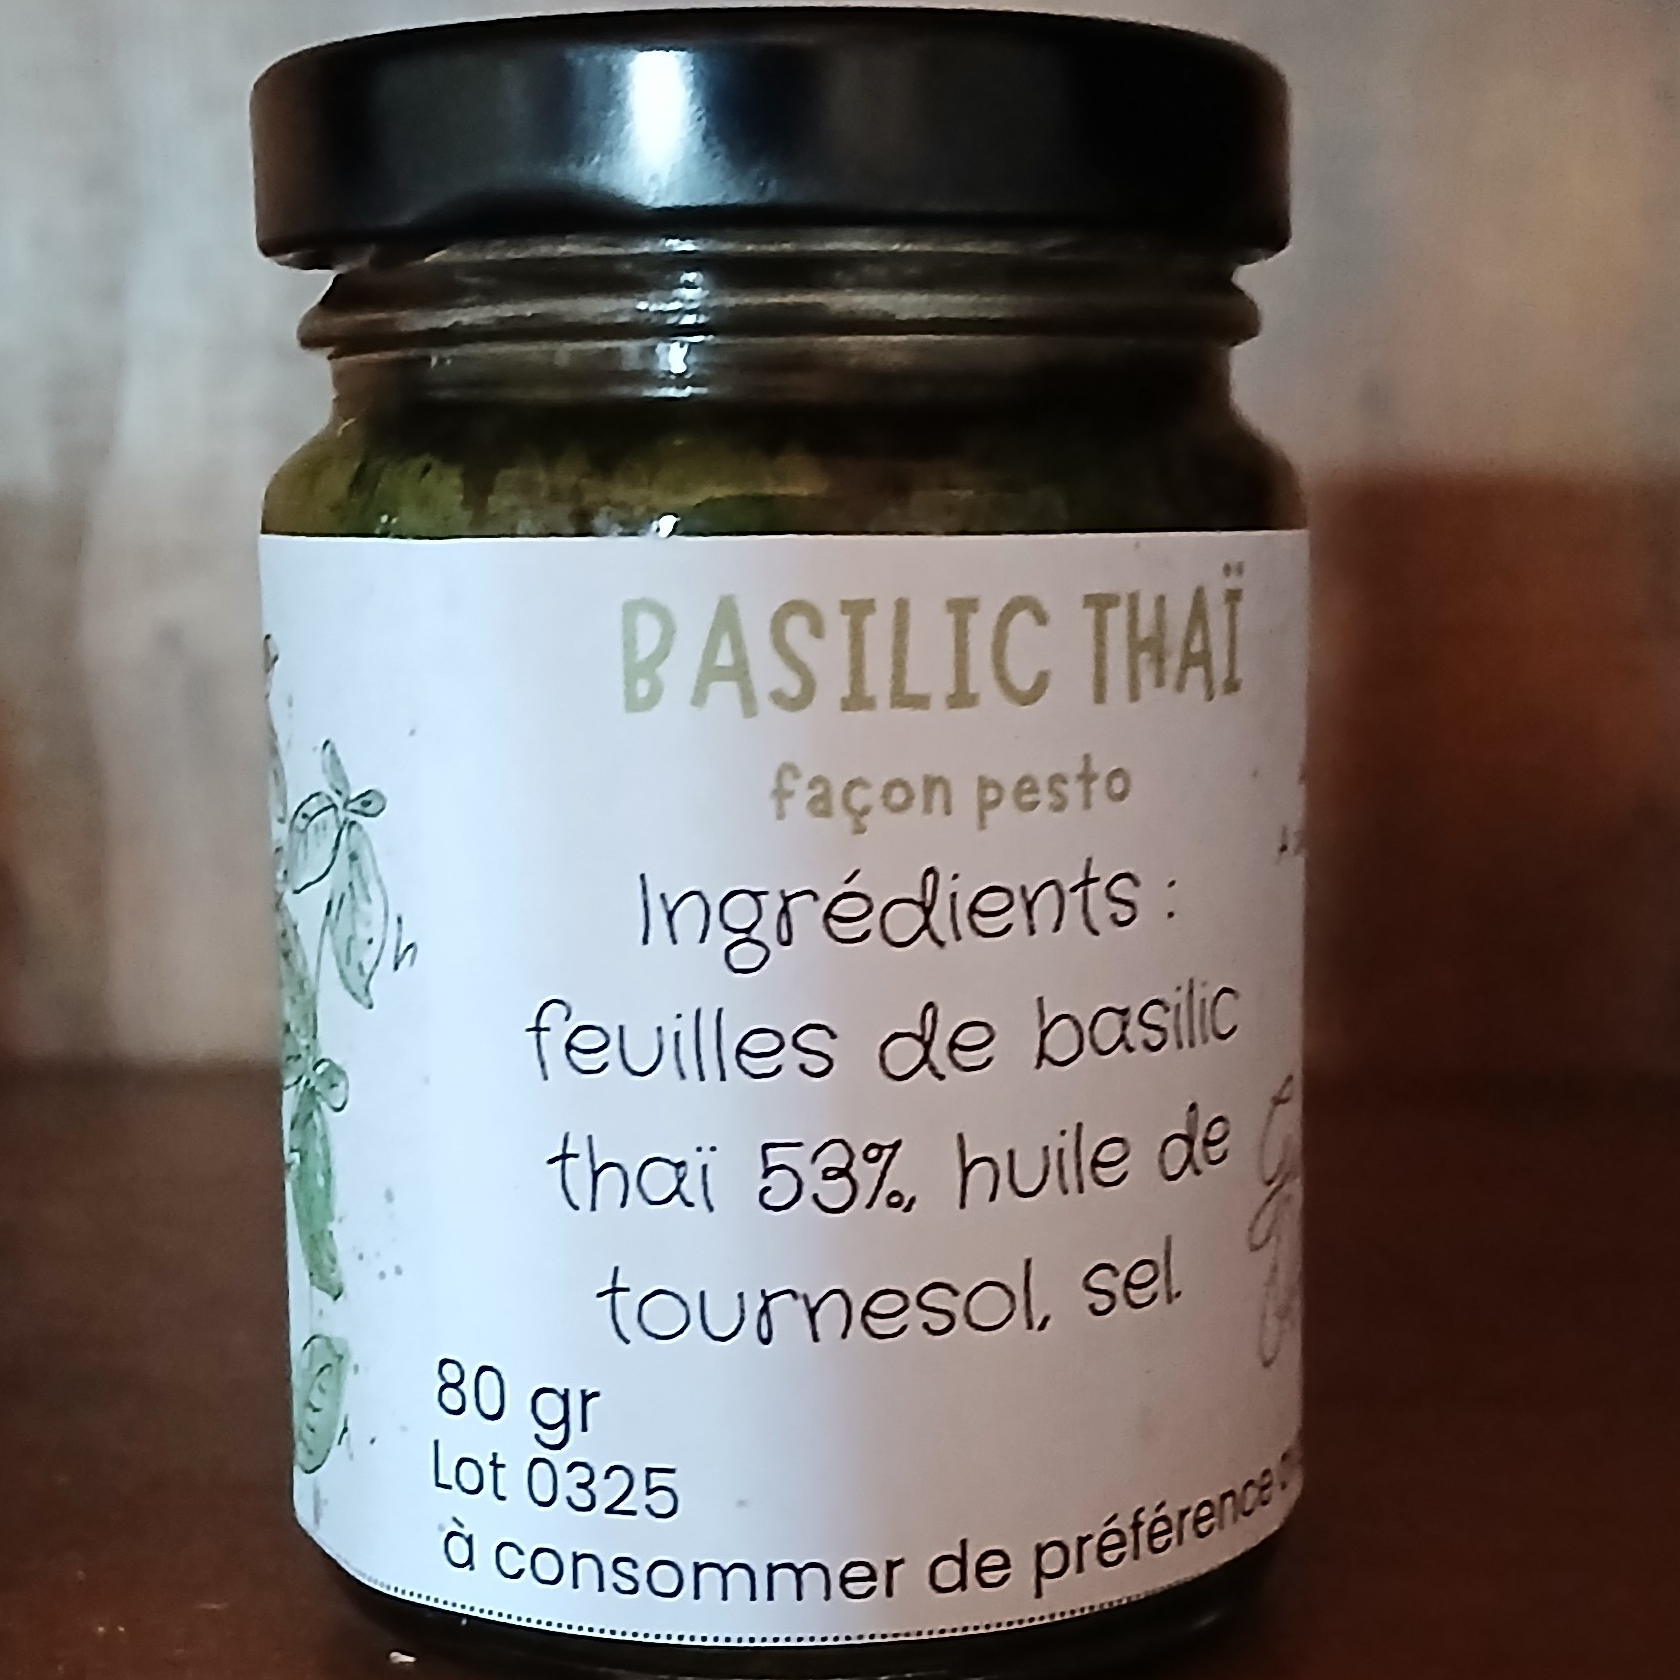 BASILIC THAÏ
façon pesto
Ingrédients :
feuilles de basilic
thaï 53%, huile de
tournesol, sel.
80 gr
Lot 0325
à consommer de préférence